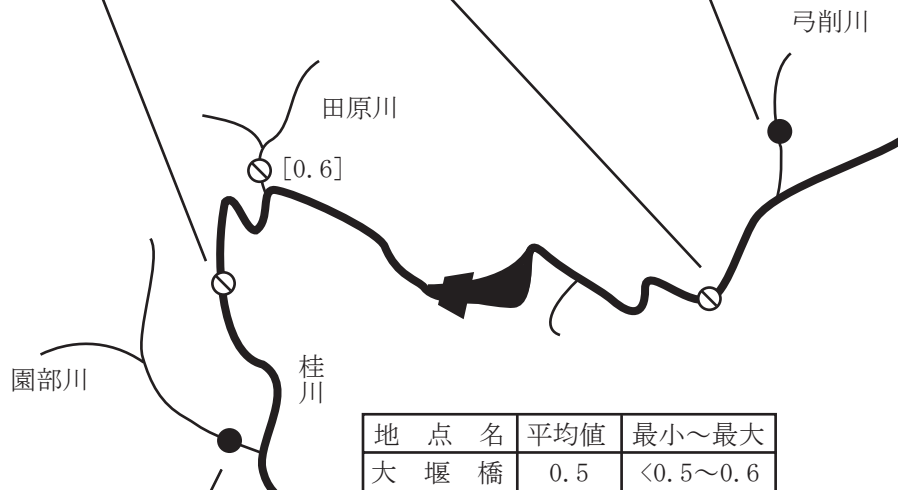 弓削川
田原川
[0.6]
園部川
桂川
地 点 名 平均値 最小～最大
大 堰 橋 0.5 <0.5～0.6